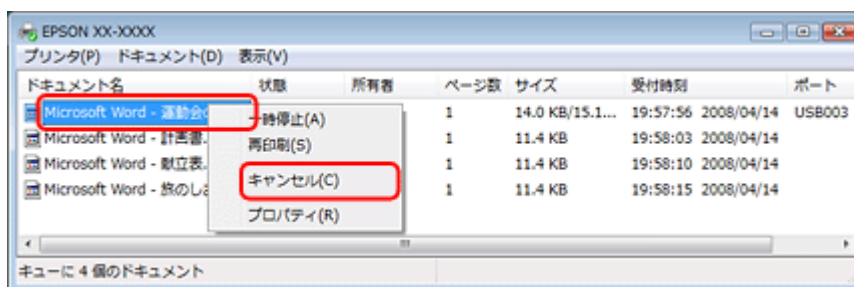 EPSON XX-XXXX
プリンタ(P) ドキュメント(D) 表示(V)
ドキュメント名 状態 所有者 ページ数 サイズ 受付時刻 ポート
Microsoft Word - 運動会の 1 14.0 KB/15.1... 19:57:56 2008/04/14 USB003
Microsoft Word - 計画書. 1 11.4 KB 19:58:03 2008/04/14
Microsoft Word - 献立表. 1 11.4 KB 19:58:10 2008/04/14
Microsoft Word - 旅のしお 1 11.4 KB 19:58:15 2008/04/14
一時停止(A)
再印刷(S)
キャンセル(C)
プロパティ(R)
キューに 4 個のドキュメント